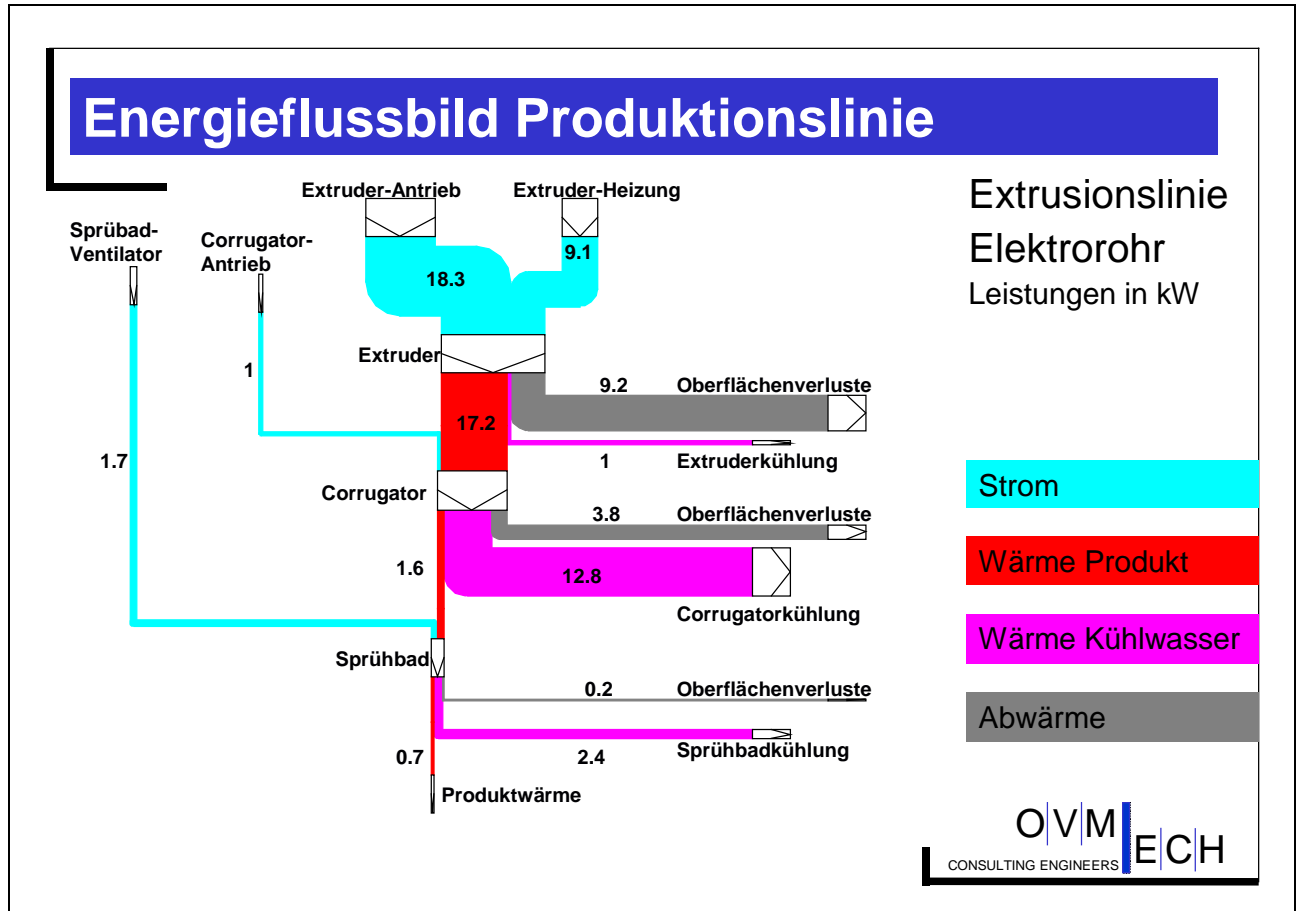 Energieflussbild Produktionslinie
Extruder-Antrieb
Extruder-Heizung
Extrusionslinie
Elektrorohr
Leistungen in kW
Sprübad-
Ventilator
Corrugator-
Antrieb
9.1
18.3
Extruder
1
9.2
Oberflächenverluste
17.2
1.7
1
Extruderkühlung
Strom
Corrugator
3.8
Oberflächenverluste
Wärme Produkt
1.6
12.8
Corrugatorkühlung
Wärme Kühlwasser
Sprühbad
0.2
Oberflächenverluste
Abwärme
0.7
2.4
Sprühbadkühlung
Produktwärme
O|V|M
E|C|H
CONSULTING ENGINEERS